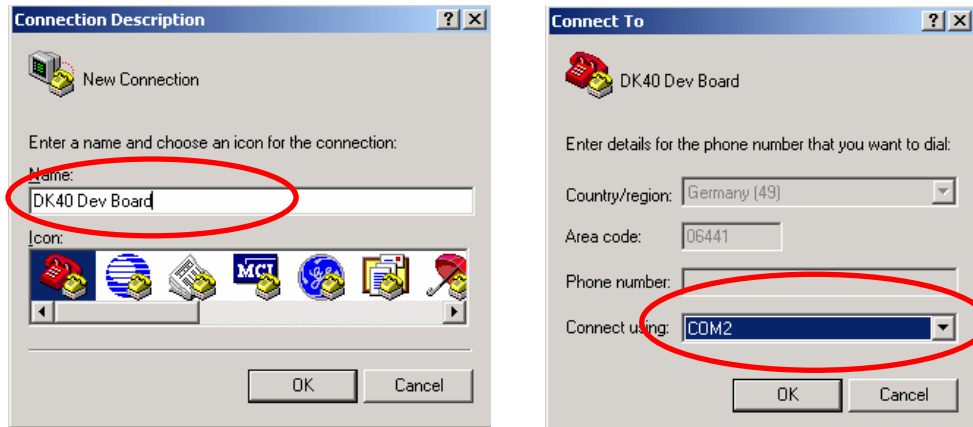 Connection Description
New Connection
Enter a name and choose an icon for the connection:
Name:
DK40 Dev Board
Icon:
MCI
OK Cancel
Connect To
DK40 Dev Board
Enter details for the phone number that you want to dial:
Country/region: Germany (49)
Area code: 06441
Phone number:
Connect using: COM2
OK Cancel